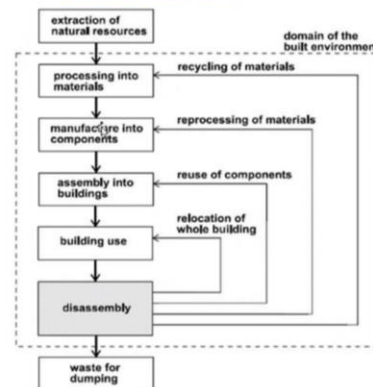 extraction of
natural resources
domain of the
built environment
recycling of materials
processing into
materials
reprocessing of materials
manufacture into
components
reuse of components
assembly into
buildings
relocation of
whole building
building use
disassembly
waste for
dumping